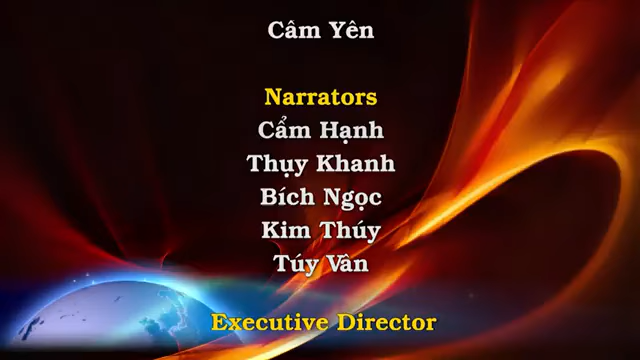 Câm Yên
Narrators
Cẩm Hạnh
Thụy Khanh
Bích Ngọc
Kim Thúy
Túy Vân
Executive Director